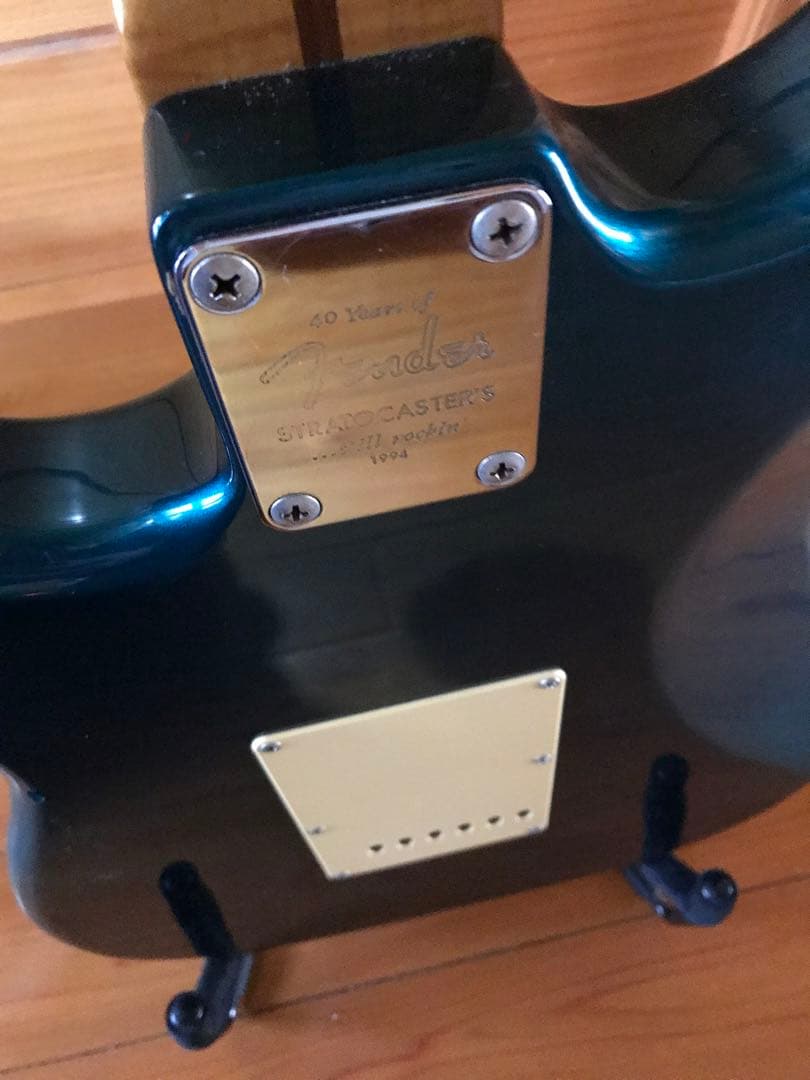 40 Years of
Fender
STRATOCASTER'S
...still rockin'
1994